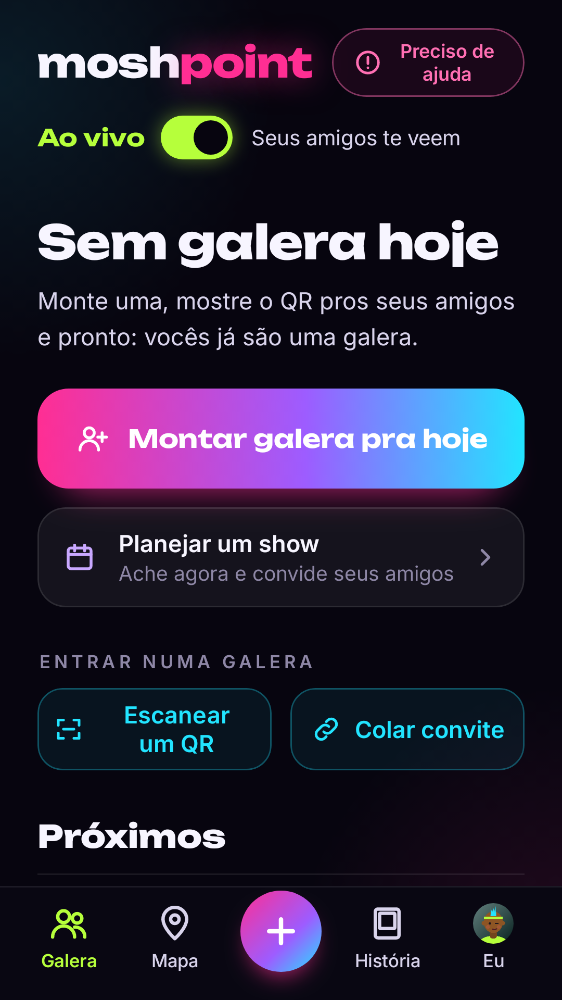 moshpoint
Preciso de
ajuda
Ao vivo
Seus amigos te veem
Sem galera hoje
Monte uma, mostre o QR pros seus amigos
e pronto: vocês já são uma galera.
Montar galera pra hoje
Planejar um show
Ache agora e convide seus amigos
ENTRAR NUMA GALERA
Escanear
um QR
Colar convite
Próximos
Galera
Mapa
História
Eu